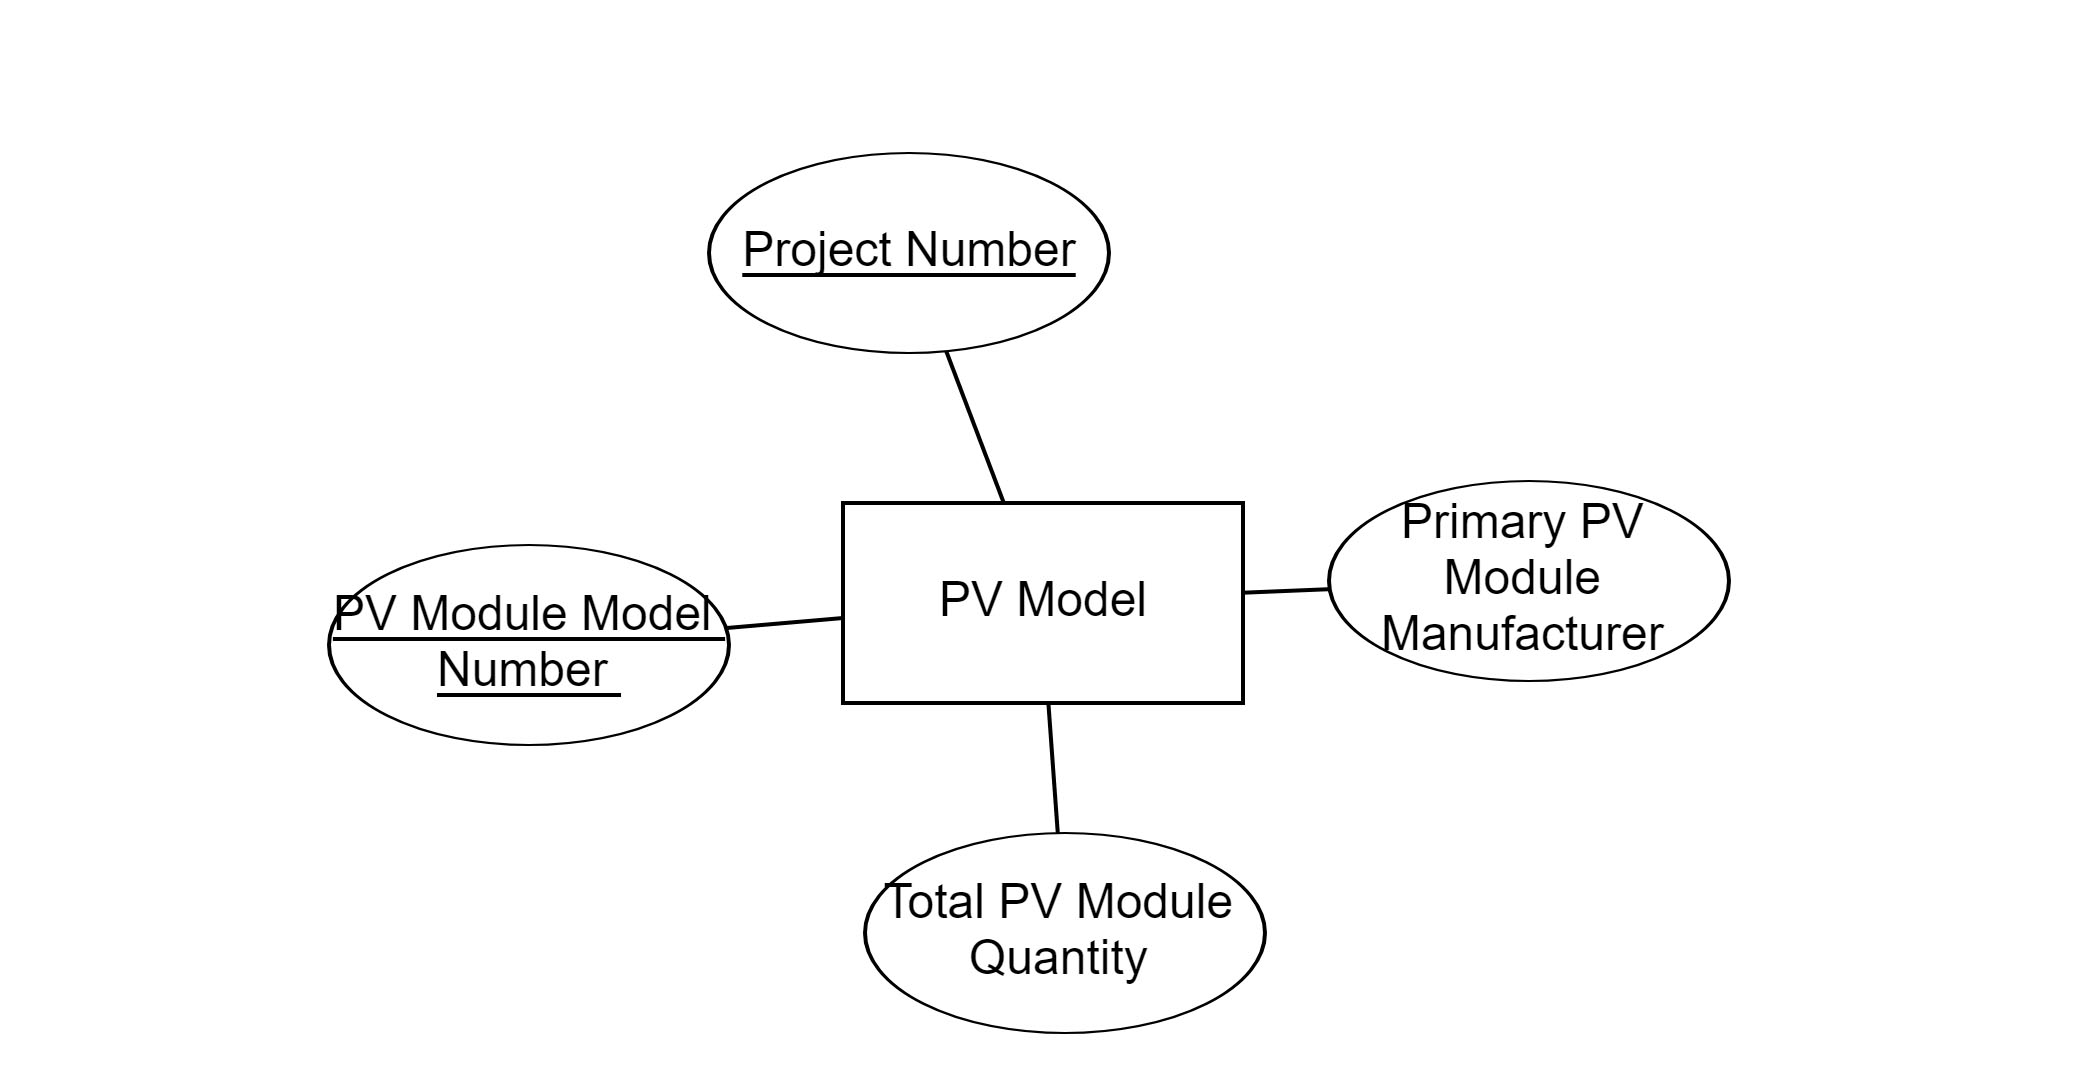 Project Number
PV Module Model
Number
PV Model
Primary PV
Module
Manufacturer
Total PV Module
Quantity